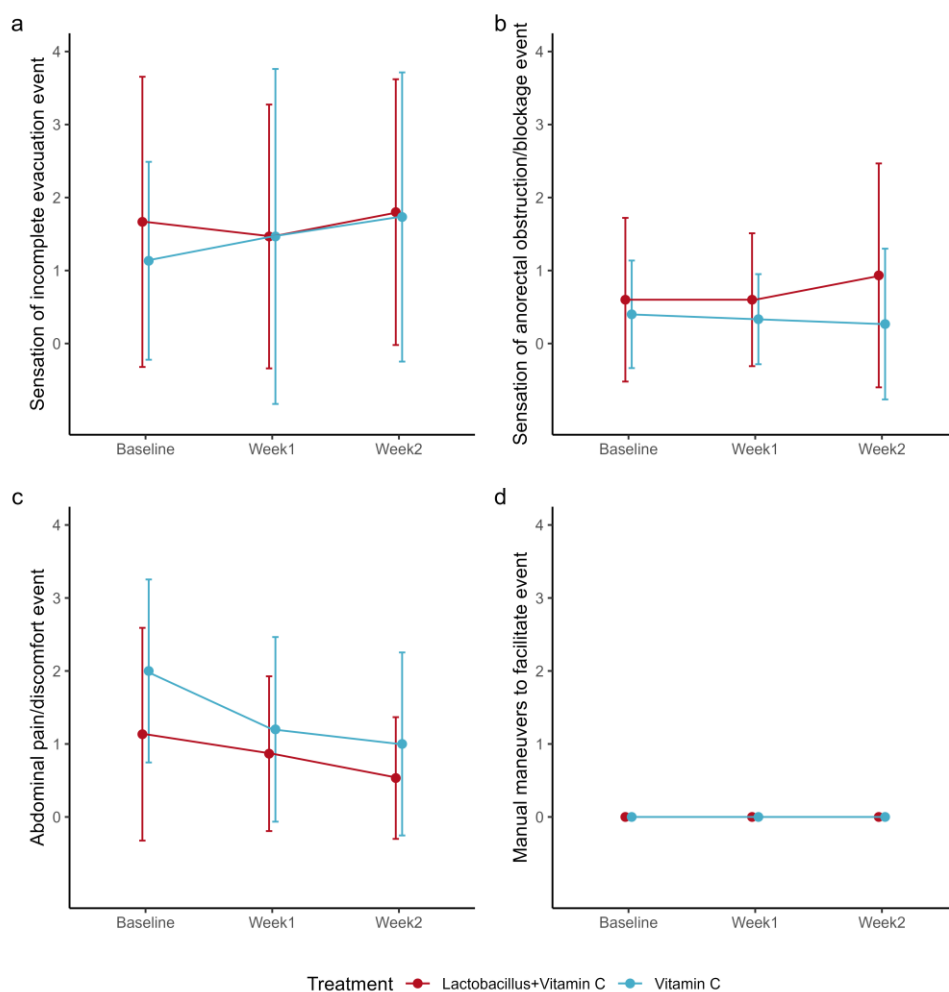 a
Sensation of incomplete evacuation event
4
3
2
1
0
Baseline Week1 Week2
b
Sensation of anorectal obstruction/blockage event
4
3
2
1
0
Baseline Week1 Week2
c
Abdominal pain/discomfort event
4
3
2
1
0
Baseline Week1 Week2
d
Manual maneuvers to facilitate event
4
3
2
1
0
Baseline Week1 Week2
Treatment Lactobacillus+Vitamin C Vitamin C